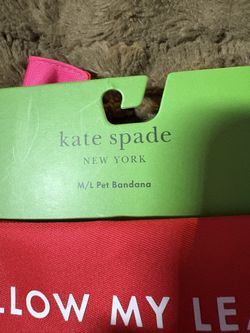 kate spade
NEW YORK
M/L Pet Bandana
LLOW MY LE